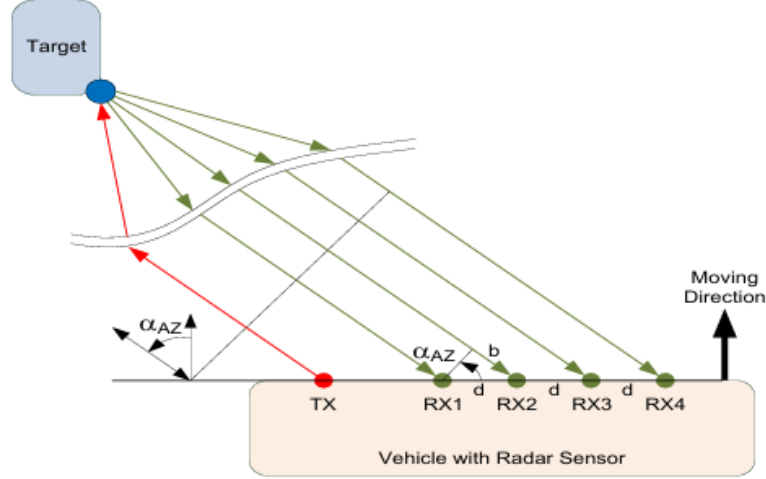 Target
Moving
Direction
αAZ
αAZ
b
d
d
d
TX
RX1
RX2
RX3
RX4
Vehicle with Radar Sensor